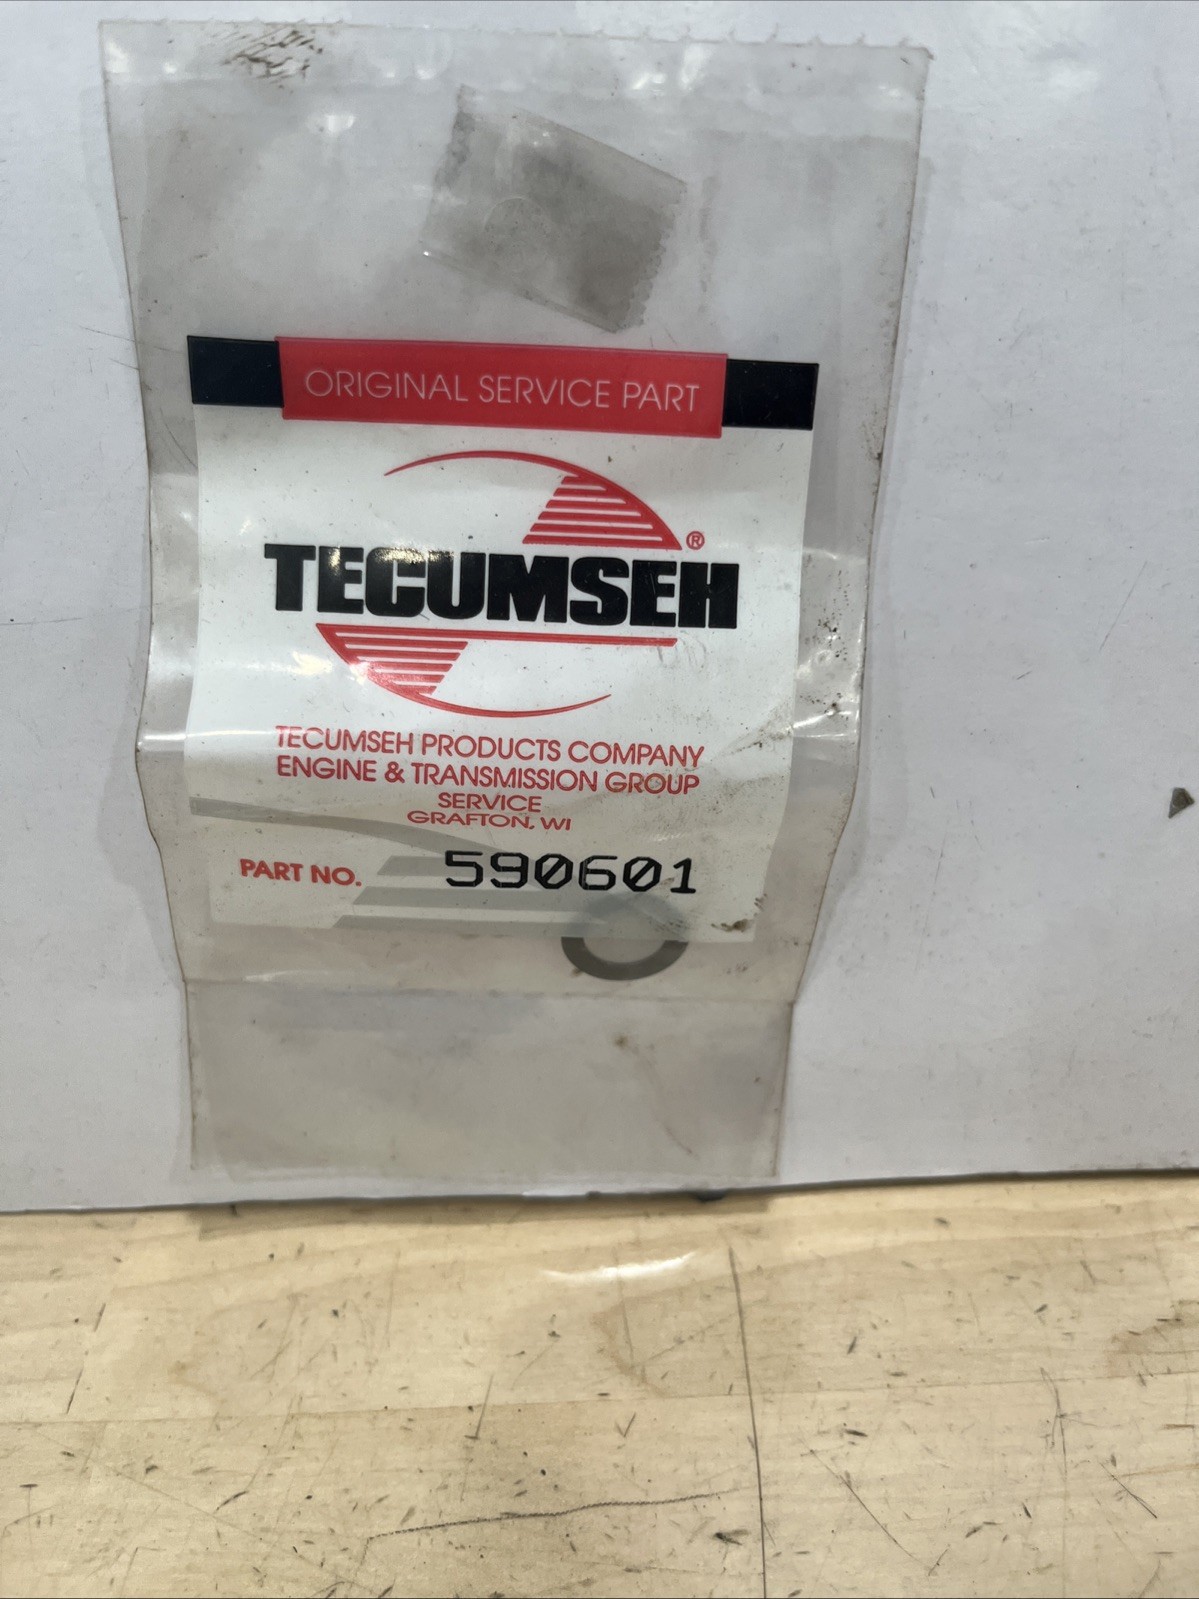 ORIGINAL SERVICE PART
TECUMSEH®
TECUMSEH PRODUCTS COMPANY
ENGINE & TRANSMISSION GROUP
SERVICE
GRAFTON, WI
PART NO. 590601